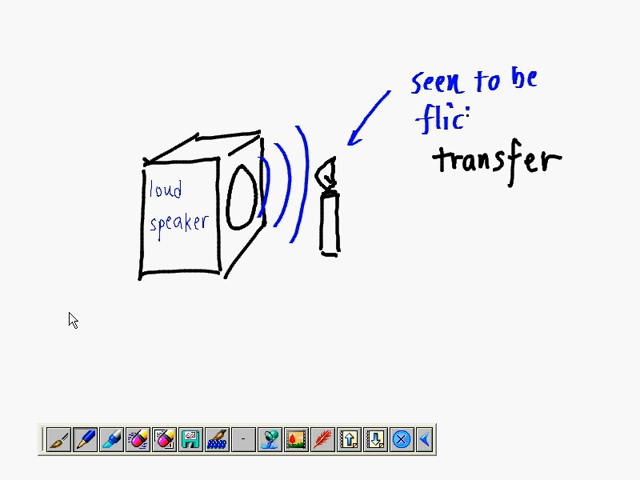 seen to be
flic
transfer
loud
speaker